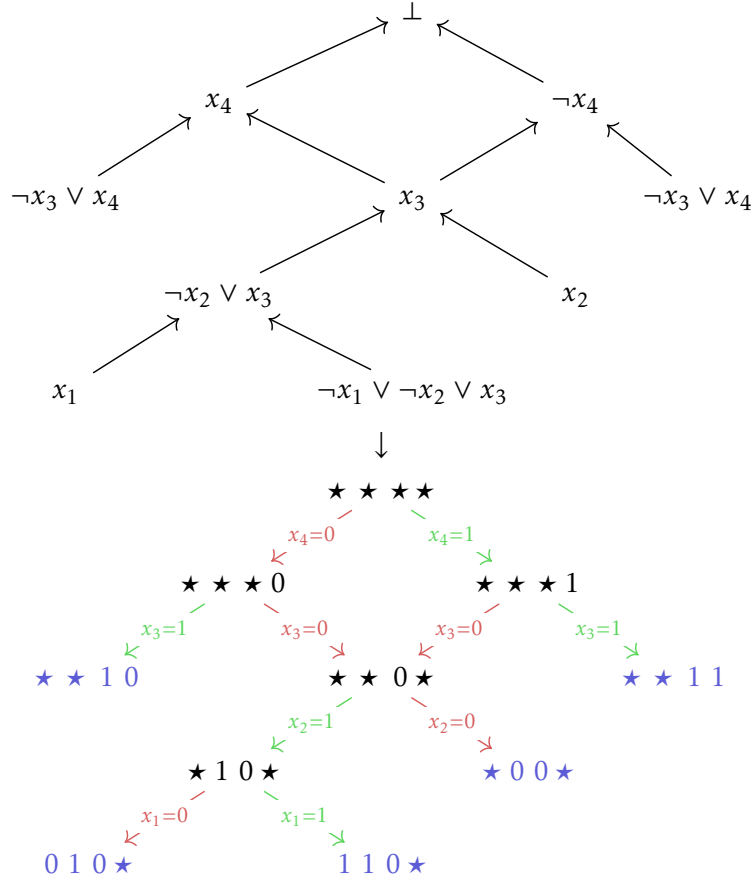 ⊥
x₄ ¬x₄
¬x₃ ∨ x₄ x₃ ¬x₃ ∨ x₄
¬x₂ ∨ x₃ x₂
x₁ ¬x₁ ∨ ¬x₂ ∨ x₃
↓
★ ★ ★ ★
x₄=0 x₄=1
★ ★ ★ 0 ★ ★ ★ 1
x₃=1 x₃=0 x₃=0 x₃=1
★ ★ 1 0 ★ ★ 0 ★ ★ ★ 1 1
x₂=1 x₂=0
★ 1 0 ★ ★ 0 0 ★
x₁=0 x₁=1
0 1 0 ★ 1 1 0 ★